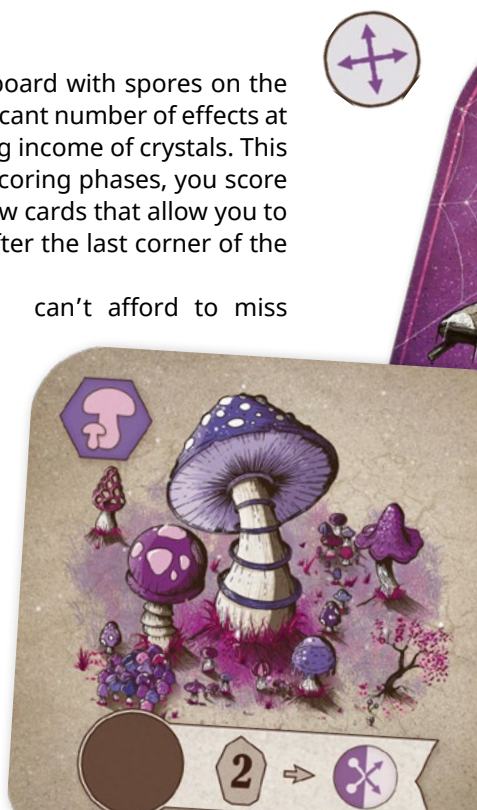 board with spores on the
cant number of effects at
g income of crystals. This
coring phases, you score
w cards that allow you to
fter the last corner of the
can't afford to miss
2